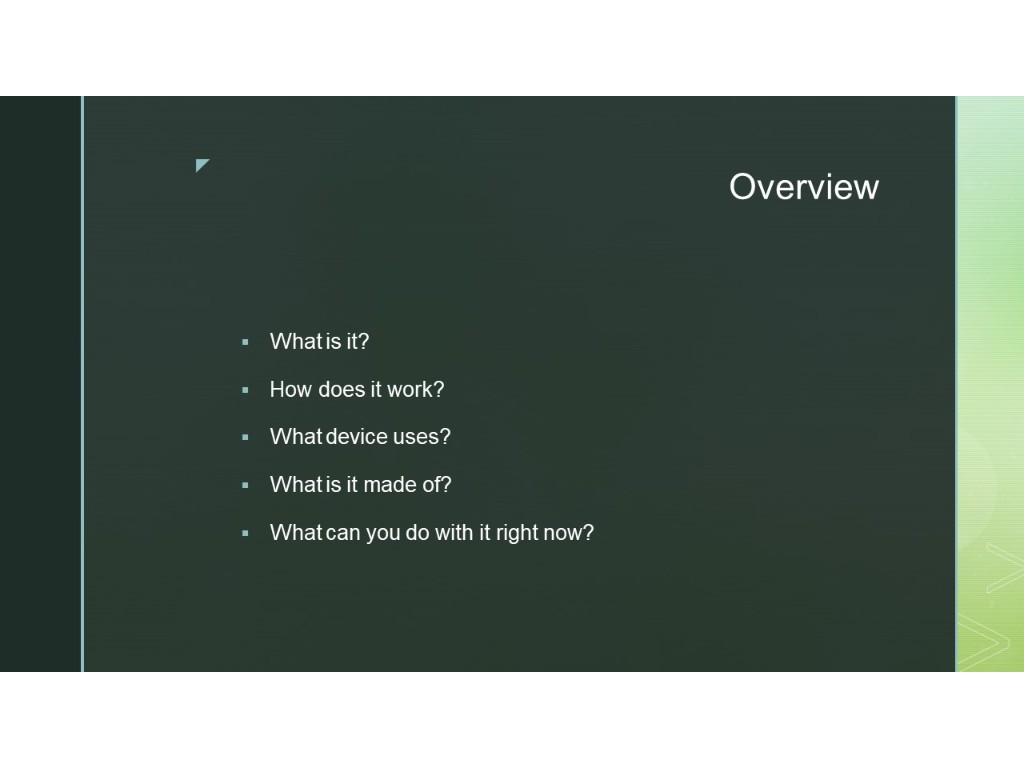 Overview
What is it?
How does it work?
What device uses?
What is it made of?
What can you do with it right now?